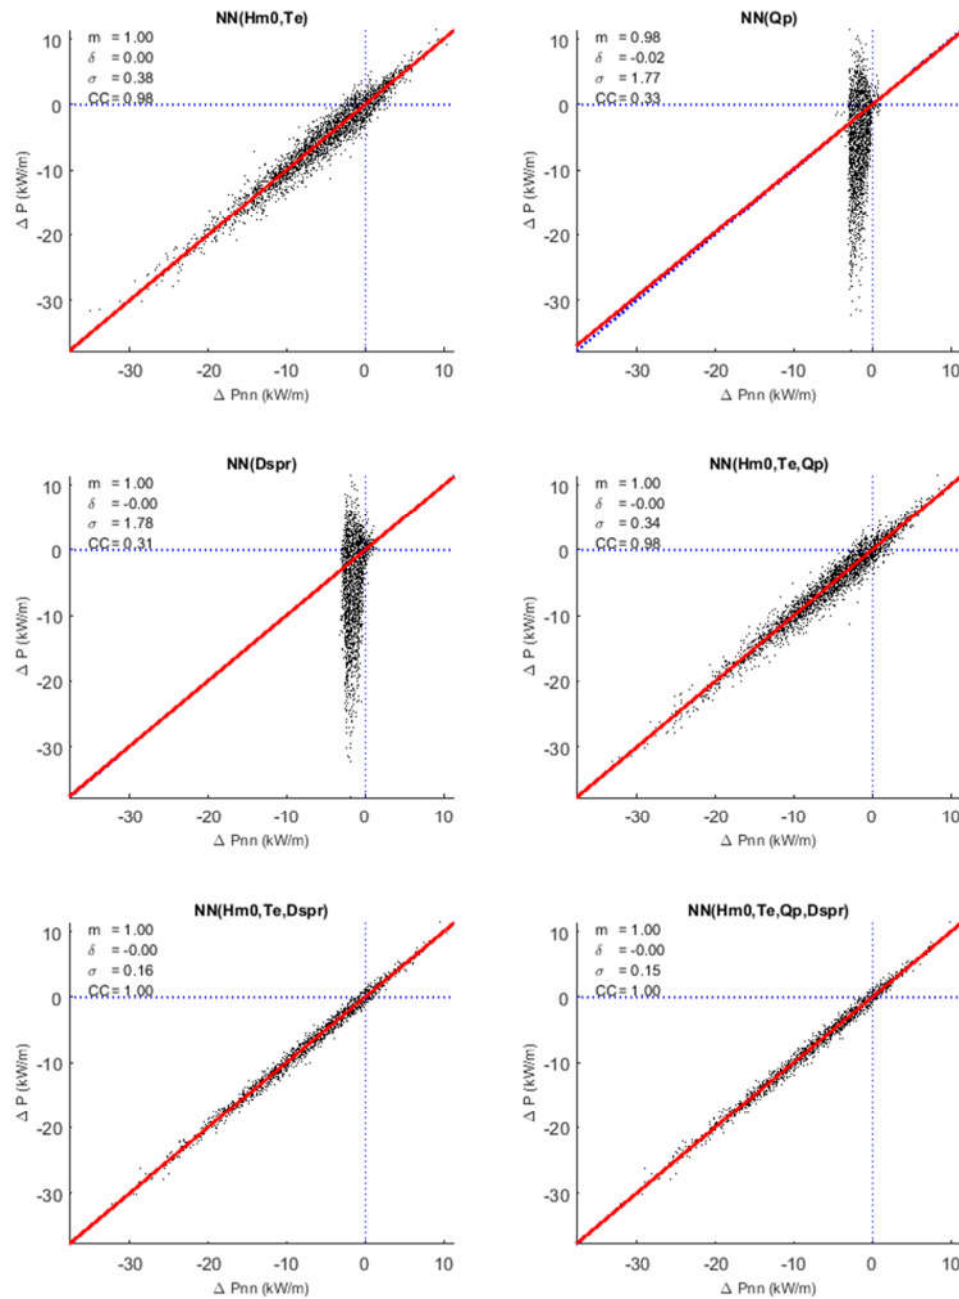 NN(Hm0,Te)
m = 1.00
δ = 0.00
σ = 0.38
CC= 0.98
10
0
-10
-20
-30
Δ P (kW/m)
-30 -20 -10 0 10
Δ Pnn (kW/m)
NN(Qp)
m = 0.98
δ = -0.02
σ = 1.77
CC= 0.33
10
0
-10
-20
-30
Δ P (kW/m)
-30 -20 -10 0 10
Δ Pnn (kW/m)
NN(Dspr)
m = 1.00
δ = -0.00
σ = 1.78
CC= 0.31
10
0
-10
-20
-30
Δ P (kW/m)
-30 -20 -10 0 10
Δ Pnn (kW/m)
NN(Hm0,Te,Qp)
m = 1.00
δ = -0.00
σ = 0.34
CC= 0.98
10
0
-10
-20
-30
Δ P (kW/m)
-30 -20 -10 0 10
Δ Pnn (kW/m)
NN(Hm0,Te,Dspr)
m = 1.00
δ = -0.00
σ = 0.16
CC= 1.00
10
0
-10
-20
-30
Δ P (kW/m)
-30 -20 -10 0 10
Δ Pnn (kW/m)
NN(Hm0,Te,Qp,Dspr)
m = 1.00
δ = -0.00
σ = 0.15
CC= 1.00
10
0
-10
-20
-30
Δ P (kW/m)
-30 -20 -10 0 10
Δ Pnn (kW/m)